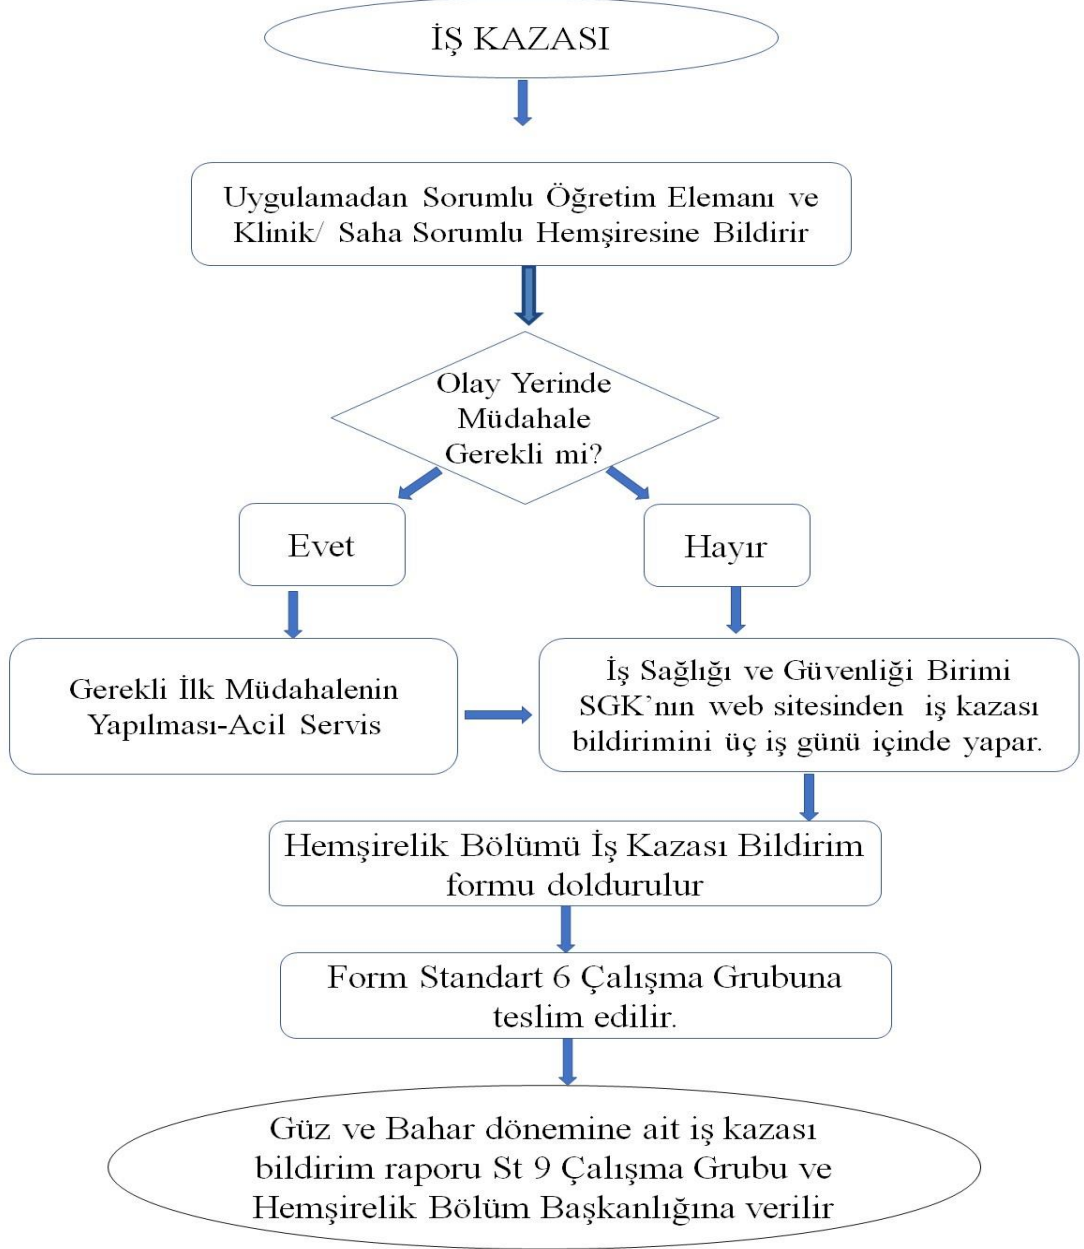 İŞ KAZASI
Uygulamadan Sorumlu Öğretim Elemanı ve
Klinik/ Saha Sorumlu Hemşiresine Bildirir
Olay Yerinde
Müdahale
Gerekli mi?
Evet
Hayır
Gerekli İlk Müdahalenin
Yapılması-Acil Servis
İş Sağlığı ve Güvenliği Birimi
SGK’nın web sitesinden iş kazası
bildirimini üç iş günü içinde yapar.
Hemşirelik Bölümü İş Kazası Bildirim
formu doldurulur
Form Standart 6 Çalışma Grubuna
teslim edilir.
Güz ve Bahar dönemine ait iş kazası
bildirim raporu St 9 Çalışma Grubu ve
Hemşirelik Bölüm Başkanlığına verilir